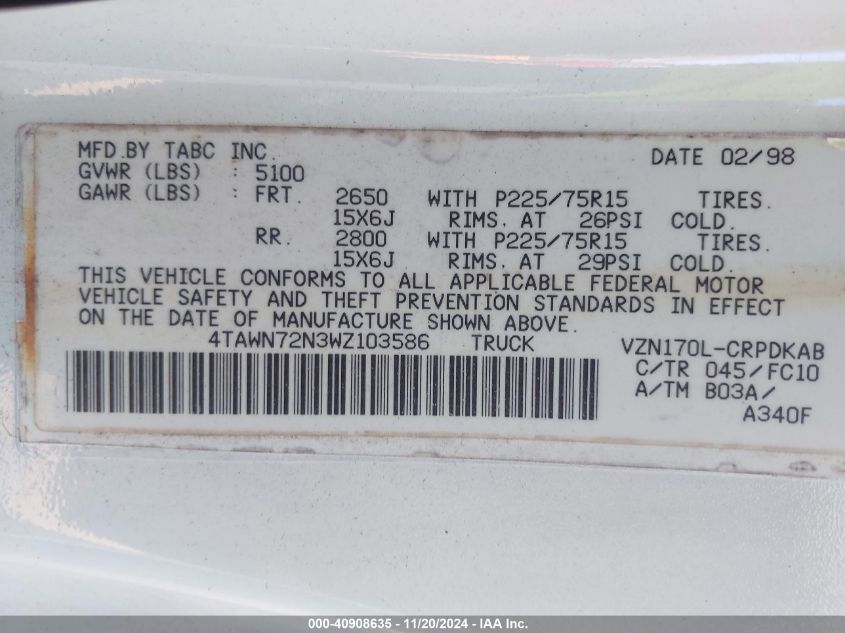 MFD.BY TABC INC. DATE 02/98
GVWR (LBS) : 5100
GAWR (LBS) : FRT. 2650 WITH P225/75R15 TIRES.
15X6J RIMS. AT 26PSI COLD.
RR. 2800 WITH P225/75R15 TIRES.
15X6J RIMS. AT 29PSI COLD.
THIS VEHICLE CONFORMS TO ALL APPLICABLE FEDERAL MOTOR
VEHICLE SAFETY AND THEFT PREVENTION STANDARDS IN EFFECT
ON THE DATE OF MANUFACTURE SHOWN ABOVE.
4TAWN72N3WZ103586 TRUCK VZN170L-CRPDKAB
C/TR 045/FC10
A/TM B03A/
A340F
000-40908635 - 11/20/2024 - IAA Inc.